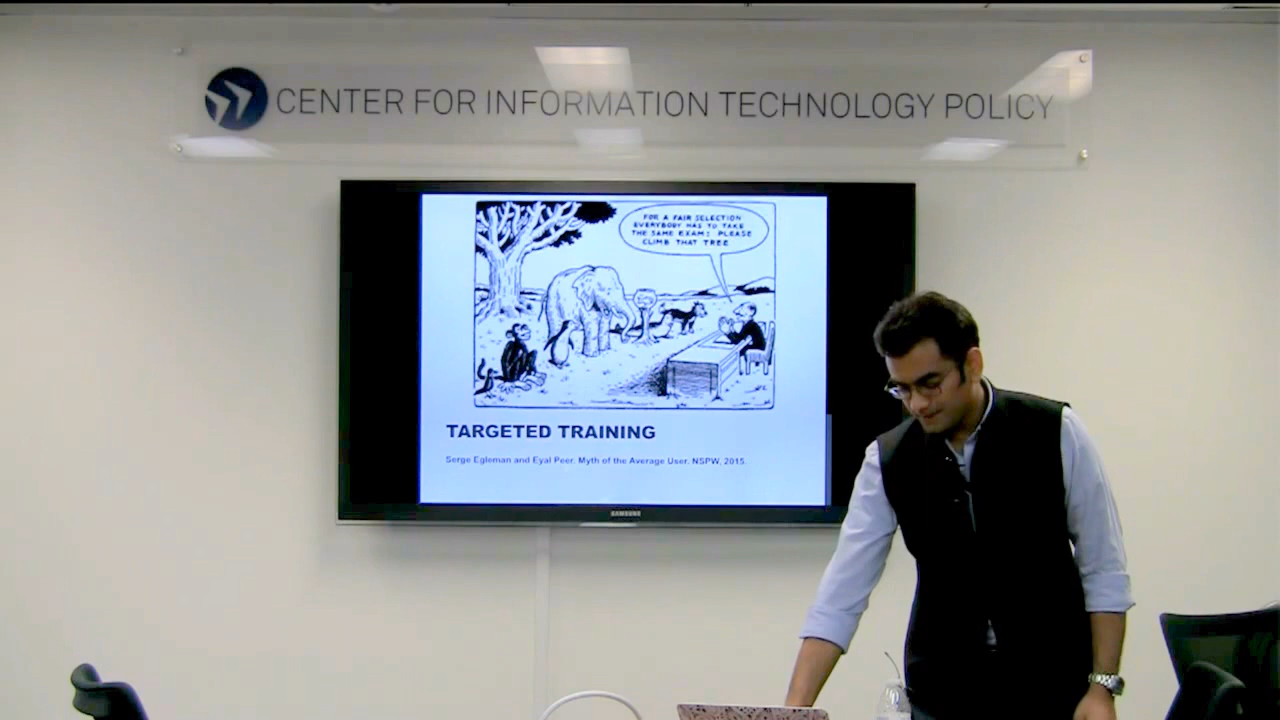 CENTER FOR INFORMATION TECHNOLOGY POLICY
FOR A FAIR SELECTION
EVERYBODY HAS TO TAKE
THE SAME EXAM: PLEASE
CLIMB THAT TREE
TARGETED TRAINING
Serge Egleman and Eyal Peer. Myth of the Average User. NSPW, 2015.
SAMSUNG